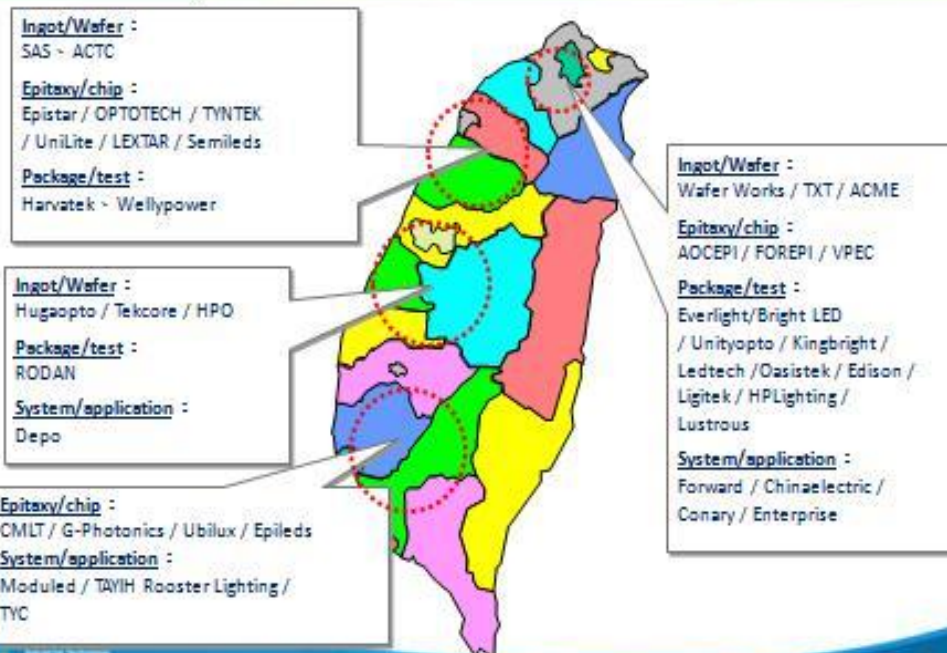 Ingot/Wafer：
SAS、ACTC
Epitaxy/chip：
Epistar / OPTOTECH / TYNTEK
/ UniLite / LEXTAR / Semileds
Package/test：
Harvatek、Wellypower
Ingot/Wafer：
Hugaopto / Tekcore / HPO
Package/test：
RODAN
System/application：
Depo
Epitaxy/chip：
CMLT / G-Photonics / Ubilux / Epileds
System/application：
Moduled / TAYIH Rooster Lighting /
TYC
Ingot/Wafer：
Wafer Works / TXT / ACME
Epitaxy/chip：
AOCEPI / FOREPI / VPEC
Package/test：
Everlight/Bright LED
/ Unityopto / Kingbright /
Ledtech /Oasistek / Edison /
Ligitek / HPLighting /
Lustrous
System/application：
Forward / Chinaelectric /
Conary / Enterprise